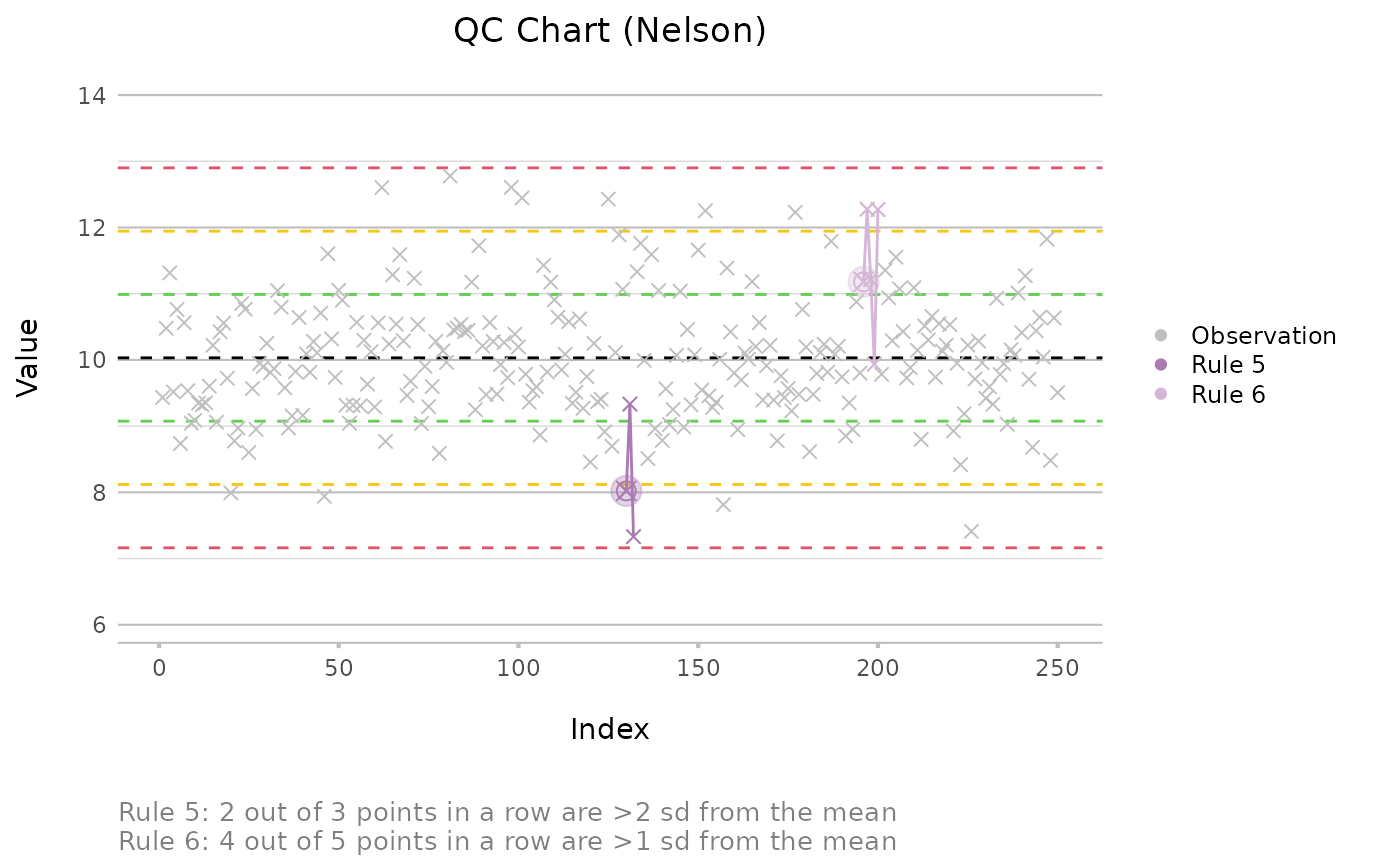 QC Chart (Nelson)
14
12
10
8
6
Value
0 50 100 150 200 250
Index
Observation
Rule 5
Rule 6
Rule 5: 2 out of 3 points in a row are >2 sd from the mean
Rule 6: 4 out of 5 points in a row are >1 sd from the mean